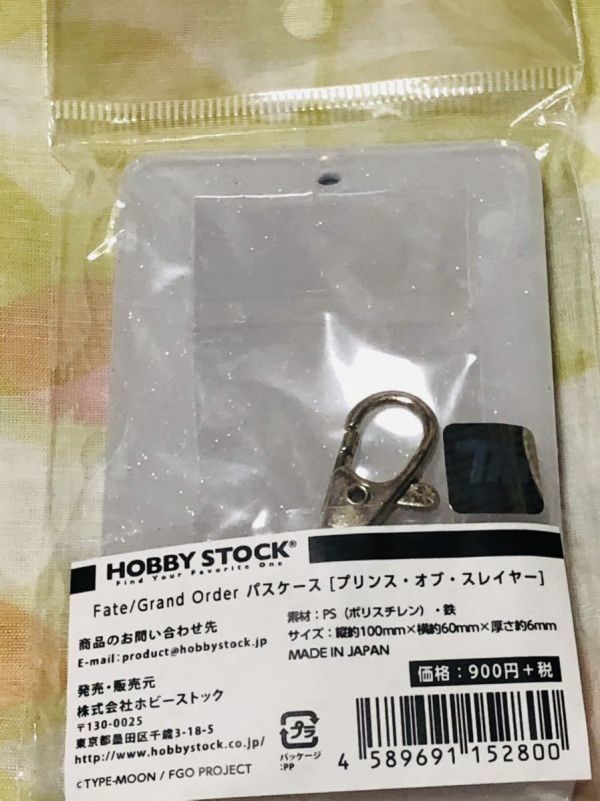 HOBBY STOCK®
Find Your Favorite One
Fate/Grand Order パスケース [プリンス・オブ・スレイヤー]
商品のお問い合わせ先
E-mail:product@hobbystock.jp
発売・販売元
株式会社ホビーストック
〒130-0025
東京都墨田区千歳3-18-5
http://www.hobbystock.co.jp/
cTYPE-MOON / FGO PROJECT
素材：PS（ポリスチレン）・鉄
サイズ：縦約100mm×横約60mm×厚さ約6mm
MADE IN JAPAN
価格：900円+税
プラ
パッケージ
:PP
4 589691 152800